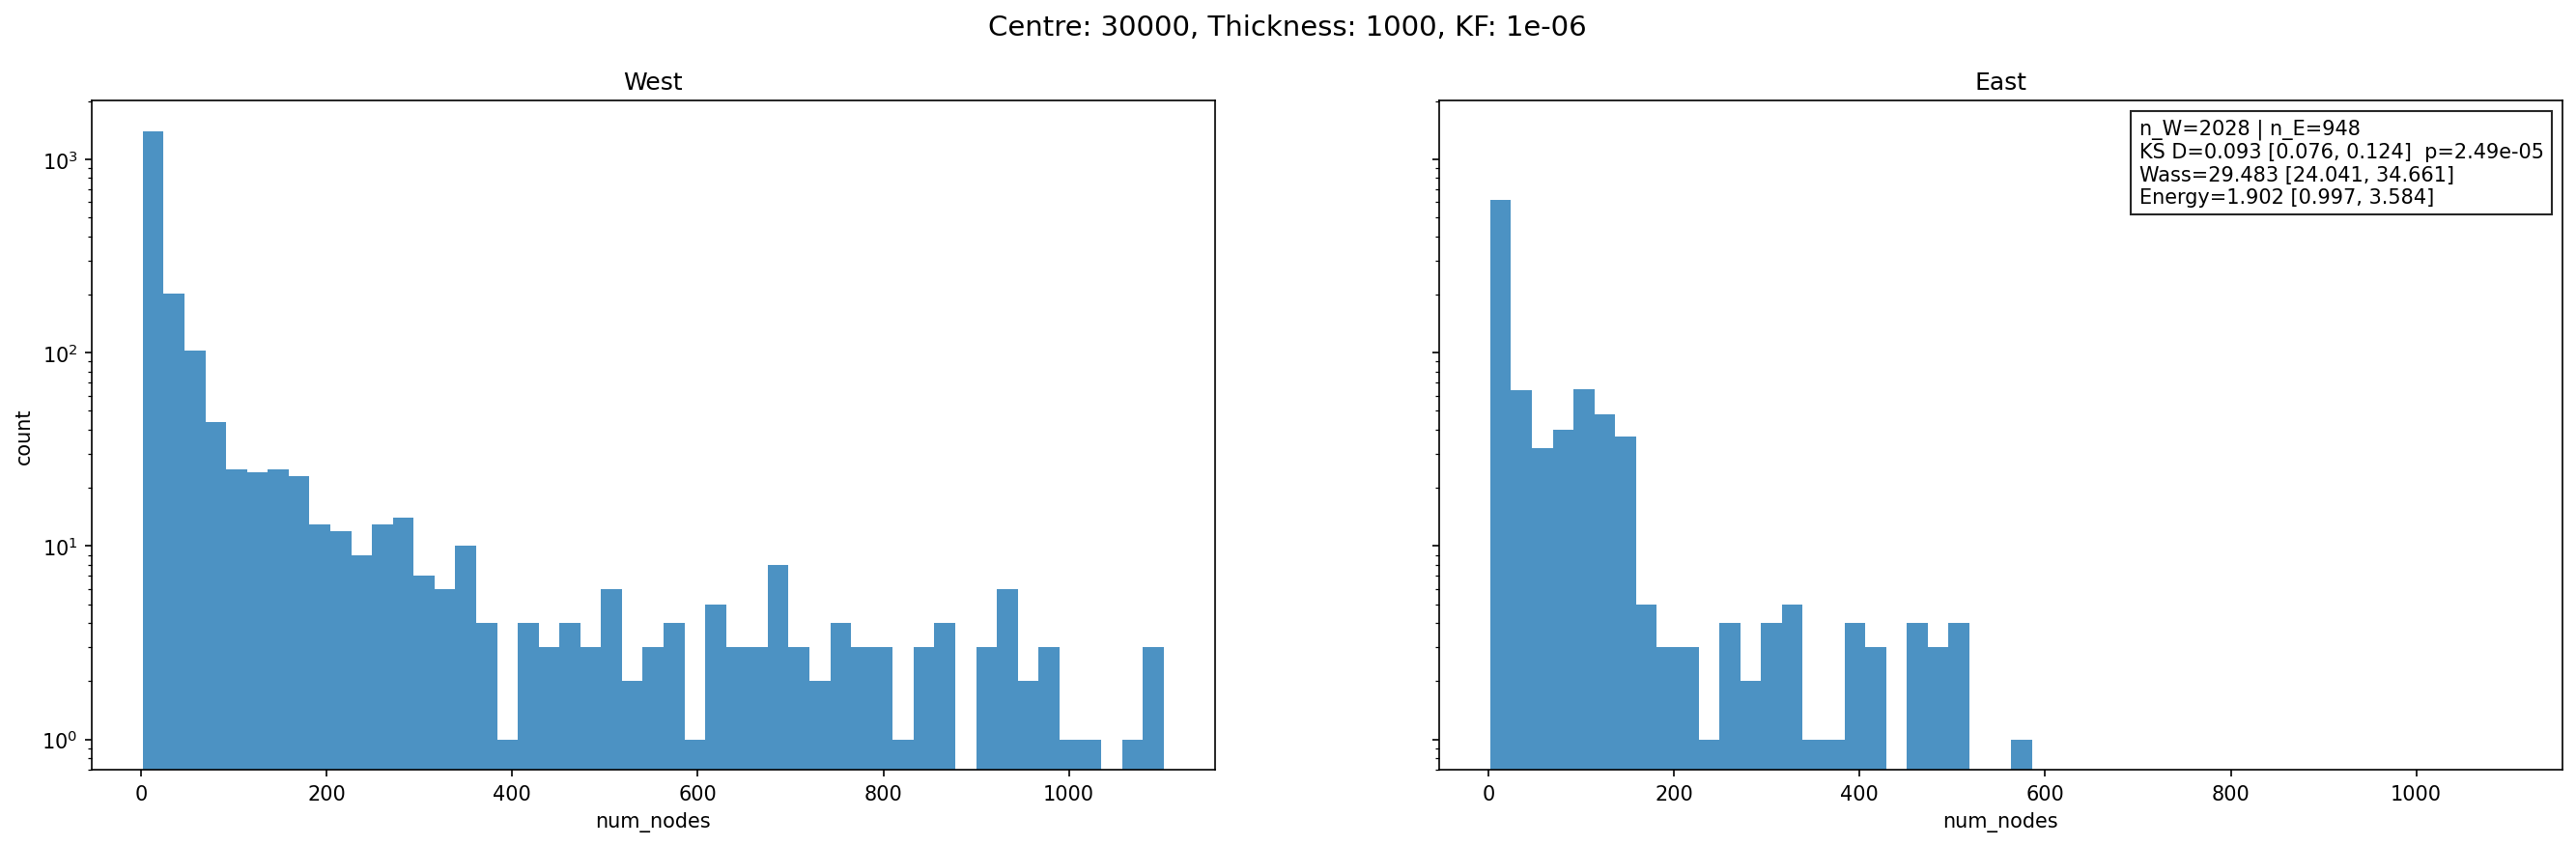 Centre: 30000, Thickness: 1000, KF: 1e-06
West
East
n_W=2028 | n_E=948
KS D=0.093 [0.076, 0.124]  p=2.49e-05
Wass=29.483 [24.041, 34.661]
Energy=1.902 [0.997, 3.584]
count
10³
10²
10¹
10⁰
0 200 400 600 800 1000
0 200 400 600 800 1000
num_nodes
num_nodes